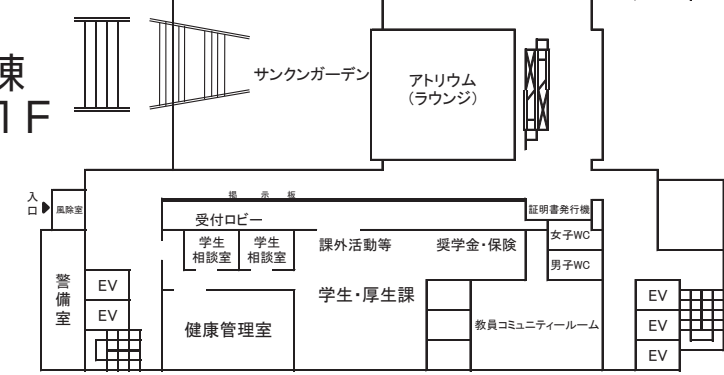 棟
1F
サンクンガーデン
アトリウム
(ラウンジ)
入
口
風除室
掲示板
受付ロビー
証明書発行機
学生
相談室
学生
相談室
課外活動等
奨学金・保険
女子WC
男子WC
警備室
EV
EV
健康管理室
学生・厚生課
教員コミュニティールーム
EV
EV
EV